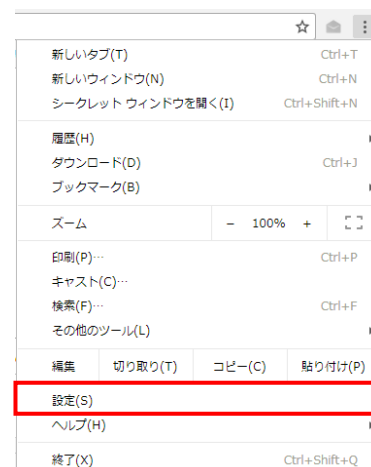 新しいタブ(T) Ctrl+T
新しいウィンドウ(N) Ctrl+N
シークレット ウィンドウを開く(I) Ctrl+Shift+N
履歴(H)
ダウンロード(D) Ctrl+J
ブックマーク(B)
ズーム － 100% ＋
印刷(P)… Ctrl+P
キャスト(C)…
検索(F)… Ctrl+F
その他のツール(L)
編集 切り取り(T) コピー(C) 貼り付け(P)
設定(S)
ヘルプ(H)
終了(X) Ctrl+Shift+Q